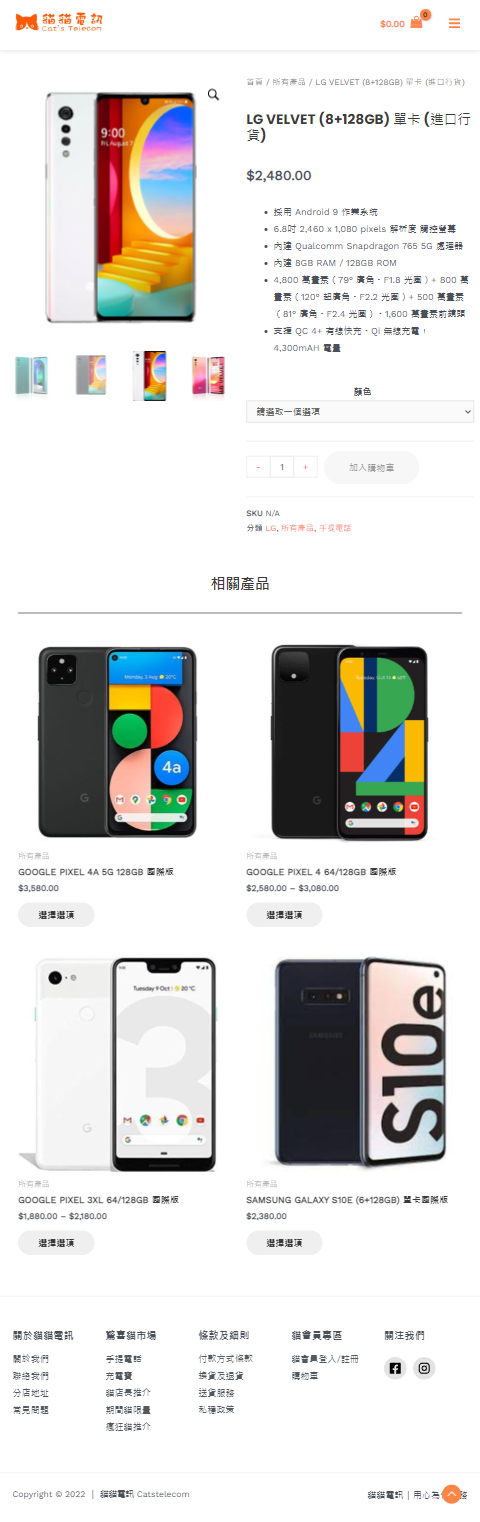 貓貓電訊
Cat's Telecom
$0.00
0
首頁 / 所有產品 / LG VELVET (8+128GB) 單卡 (進口行貨)
LG VELVET (8+128GB) 單卡 (進口行
貨)
$2,480.00
9:00
採用 Android 9 作業系統
6.8吋 2,460 x 1,080 pixels 解析度 觸控螢幕
內建 Qualcomm Snapdragon 765 5G 處理器
內建 8GB RAM / 128GB ROM
4,800 萬畫素 ( 79° 廣角、F1.8 光圈 ) + 800 萬
畫素 ( 120° 超廣角、F2.2 光圈 ) + 500 萬畫素
( 81° 廣角、F2.4 光圈 ) 、1,600 萬畫素前鏡頭
支援 QC 4+ 有線快充、Qi 無線充電，
4,300mAH 電量
顏色
請選取一個選項
- 1 +
加入購物車
SKU N/A
分類 LG, 所有產品, 手提電話
相關產品
Monday, 3 Aug 20°C
4a
G
所有產品
GOOGLE PIXEL 4A 5G 128GB 國際版
$3,580.00
選擇選項
G
所有產品
GOOGLE PIXEL 4 64/128GB 國際版
$2,580.00 – $3,080.00
選擇選項
Tuesday 9 Oct | 20 °C
3
G
所有產品
GOOGLE PIXEL 3XL 64/128GB 國際版
$1,880.00 – $2,180.00
選擇選項
SAMSUNG
S10e
所有產品
SAMSUNG GALAXY S10E (6+128GB) 單卡國際版
$2,380.00
選擇選項
關於貓貓電訊
關於我們
聯絡我們
分店地址
常見問題
驚喜貓市場
手提電話
充電寶
貓店長推介
期間貓限量
瘋狂貓推介
條款及細則
付款方式條款
換貨及退貨
送貨服務
私隱政策
貓會員專區
貓會員登入/註冊
購物車
關注我們
Copyright © 2022 ｜ 貓貓電訊 Catstelecom
貓貓電訊 | 用心為
務